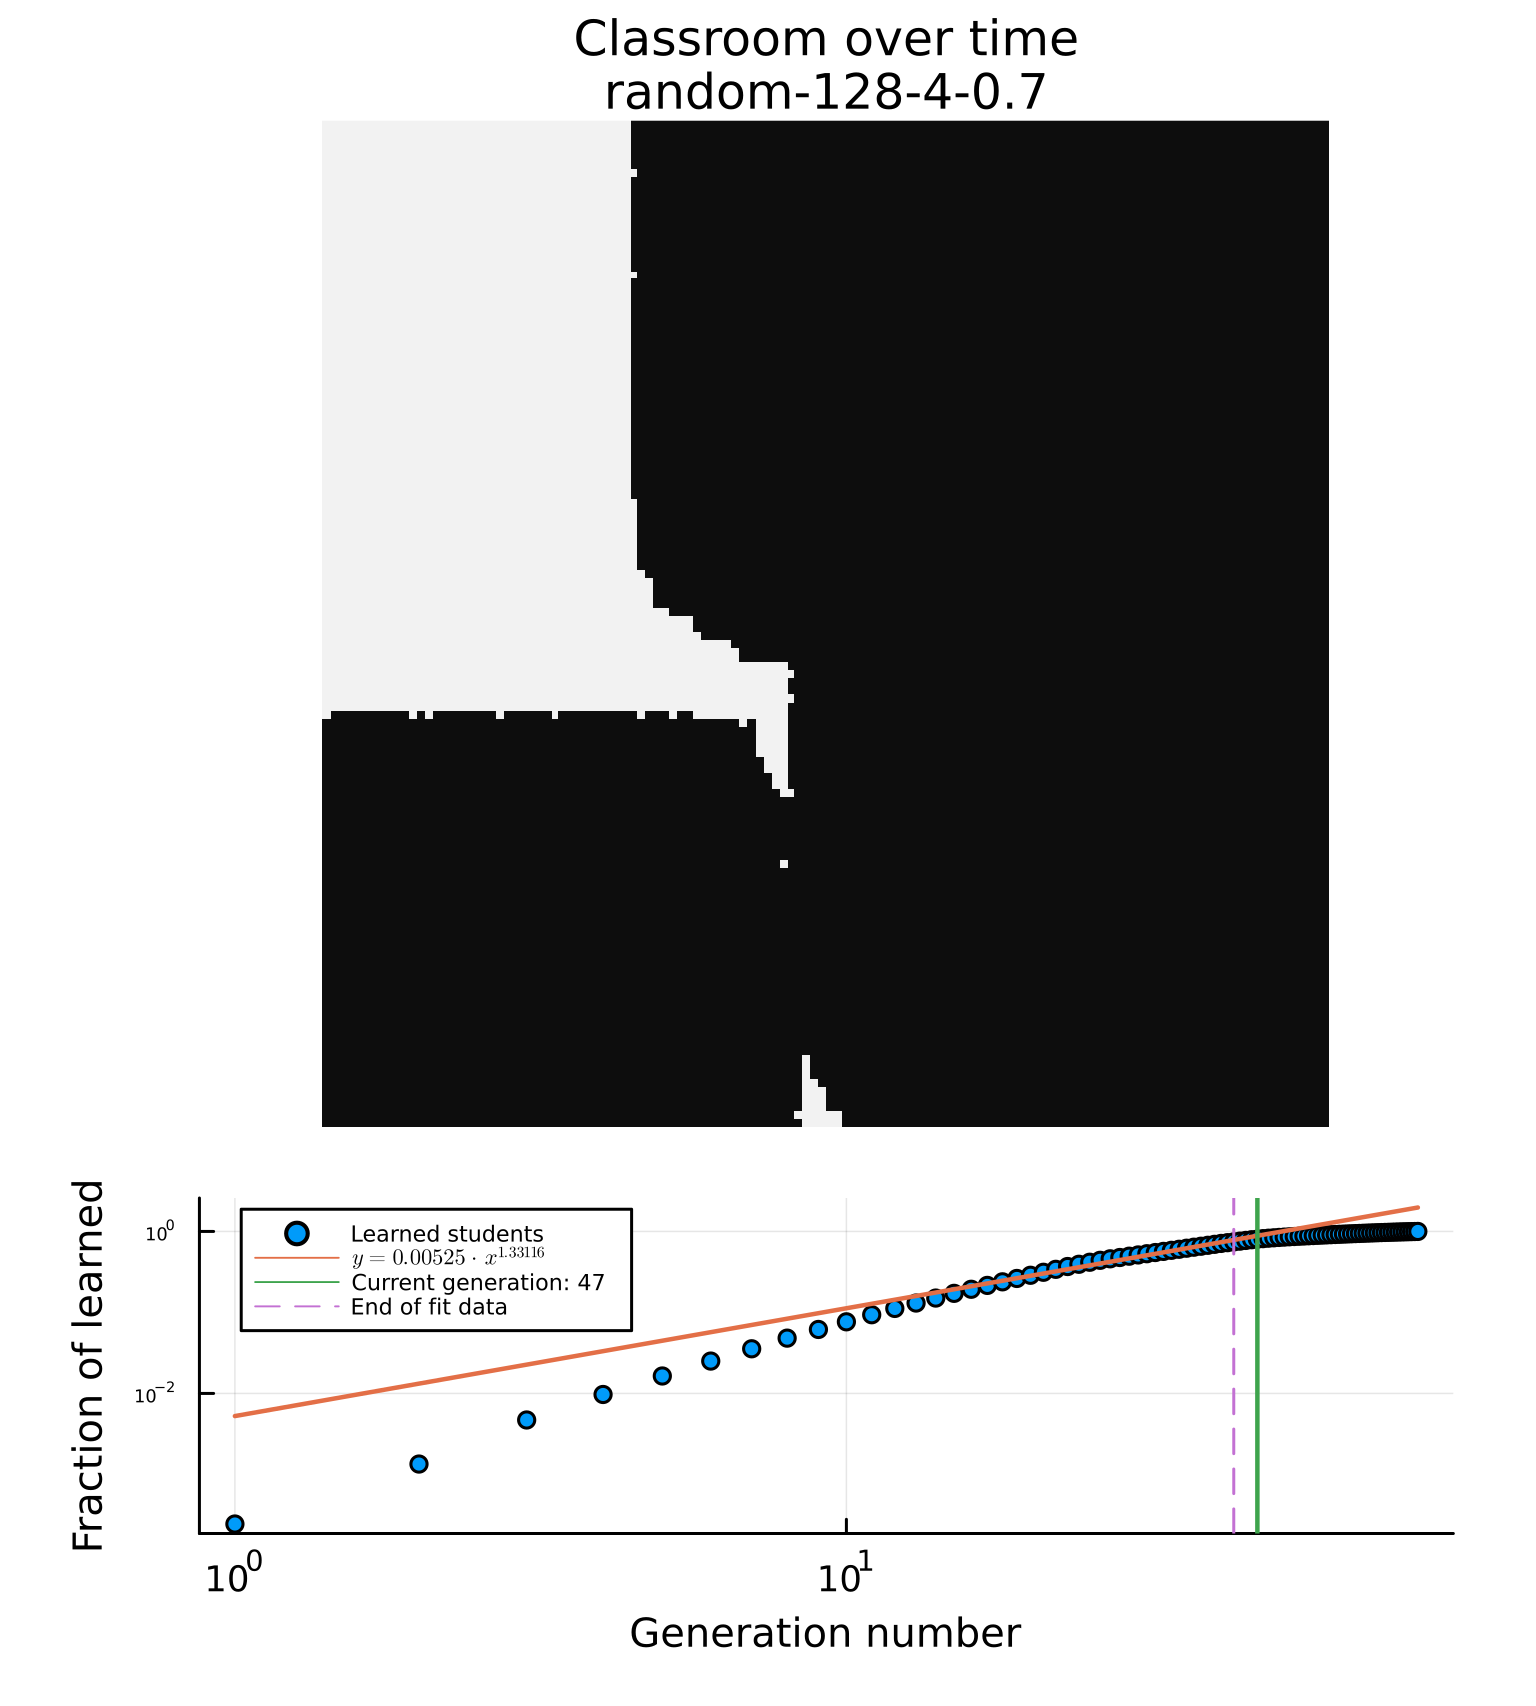 Classroom over time
random-128-4-0.7
Fraction of learned
10^0
10^-2
Learned students
y = 0.00525 · x^1.33116
Current generation: 47
End of fit data
10^0
10^1
Generation number